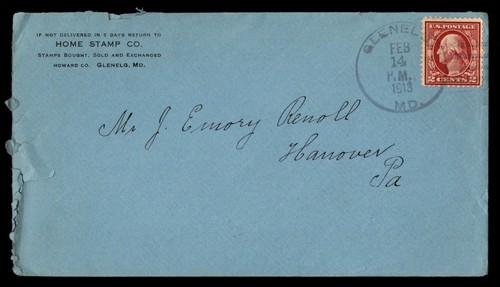 IF NOT DELIVERED IN 5 DAYS RETURN TO
HOME STAMP CO.
STAMPS BOUGHT, SOLD AND EXCHANGED
HOWARD CO. GLENELG, MD.
GLENEL
FEB
14
P.M.
1913
MD.
U.S. POSTAGE
2 CENTS 2
Mr J. Emory Renoll
Hanover
Pa